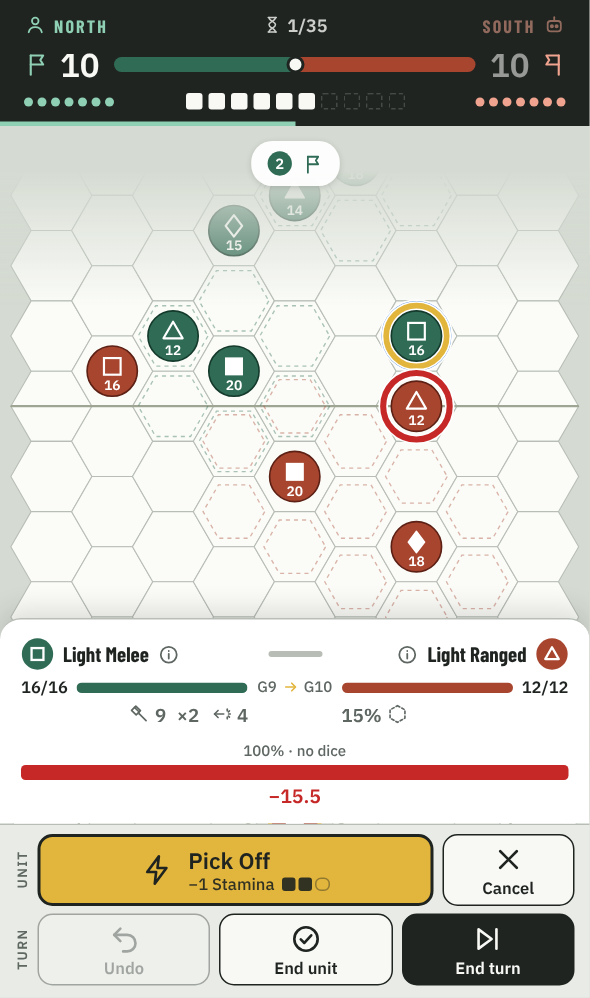 NORTH
1/35
SOUTH
10
10
2
14
15
12
16
16
20
12
20
18
Light Melee
Light Ranged
16/16
G9 → G10
12/12
9 ×2 4
15%
100% · no dice
−15.5
UNIT
Pick Off
−1 Stamina
Cancel
TURN
Undo
End unit
End turn